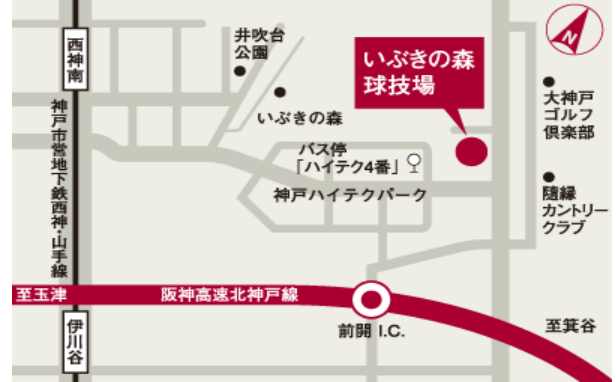 西神南
井吹台
公園
いぶきの森
球技場
N
大神戸
ゴルフ
倶楽部
いぶきの森
バス停
「ハイテク4番」
神戸ハイテクパーク
随縁
カントリー
クラブ
神戸市営地下鉄西神・山手線
至玉津
阪神高速北神戸線
前開 I.C.
至箕谷
伊川谷